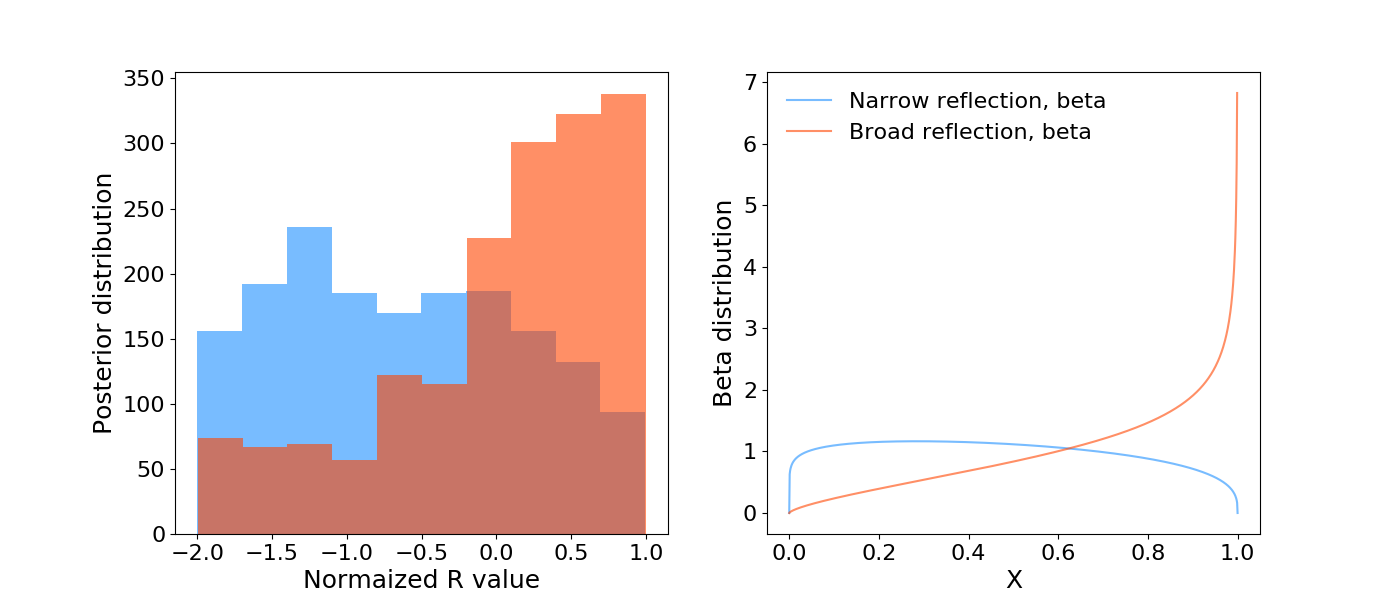 Posterior distribution
350
300
250
200
150
100
50
0
−2.0 −1.5 −1.0 −0.5 0.0 0.5 1.0
Normaized R value
Beta distribution
7
6
5
4
3
2
1
0
Narrow reflection, beta
Broad reflection, beta
0.0 0.2 0.4 0.6 0.8 1.0
X